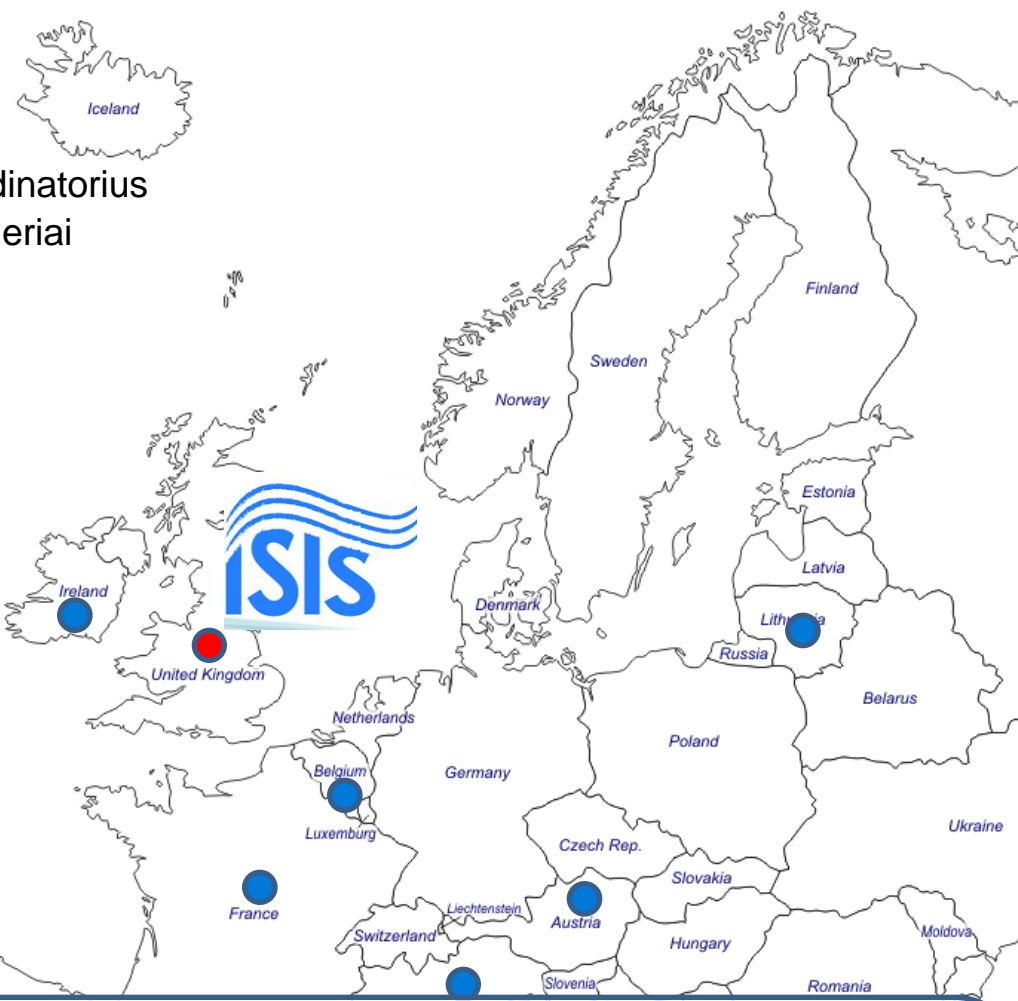 Iceland
dinatorius
eriai
Finland
Sweden
Norway
Estonia
ISIS
Latvia
Ireland
Denmark
Russia
United Kingdom
Belarus
Netherlands
Poland
Belgium
Germany
Luxemburg
Ukraine
Czech Rep.
Slovakia
Liechtenstein
France
Austria
Switzerland
Hungary
Moldova
Slovenia
Romania